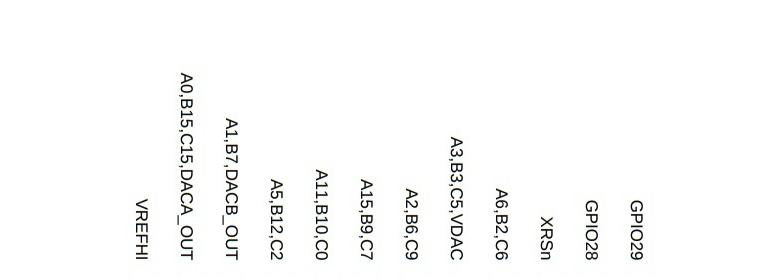 VREFHI
A0,B15,C15,DACA_OUT
A1,B7,DACB_OUT
A5,B12,C2
A11,B10,C0
A15,B9,C7
A2,B6,C9
A3,B3,C5,VDAC
A6,B2,C6
XRSn
GPIO28
GPIO29